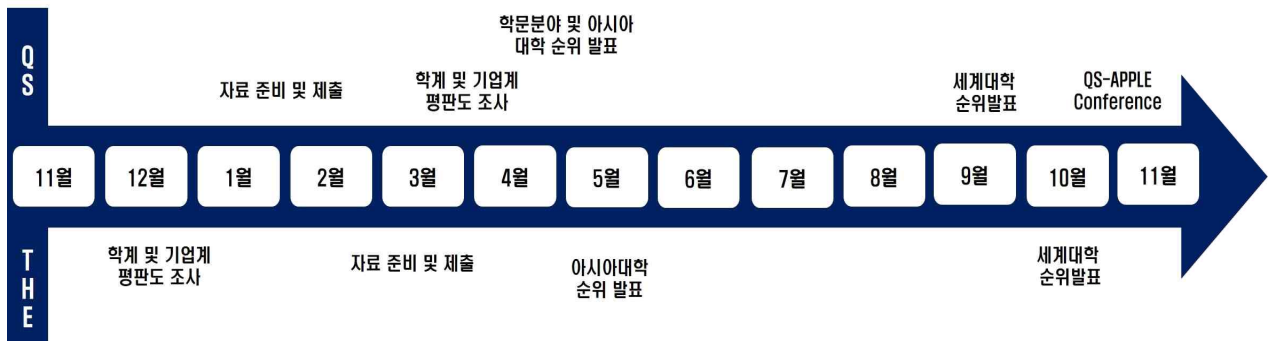 QS
학문분야 및 아시아
대학 순위 발표
자료 준비 및 제출
학계 및 기업계
평판도 조사
세계대학
순위발표
QS-APPLE
Conference
11월 12월 1월 2월 3월 4월 5월 6월 7월 8월 9월 10월 11월
THE
학계 및 기업계
평판도 조사
자료 준비 및 제출
아시아대학
순위 발표
세계대학
순위발표